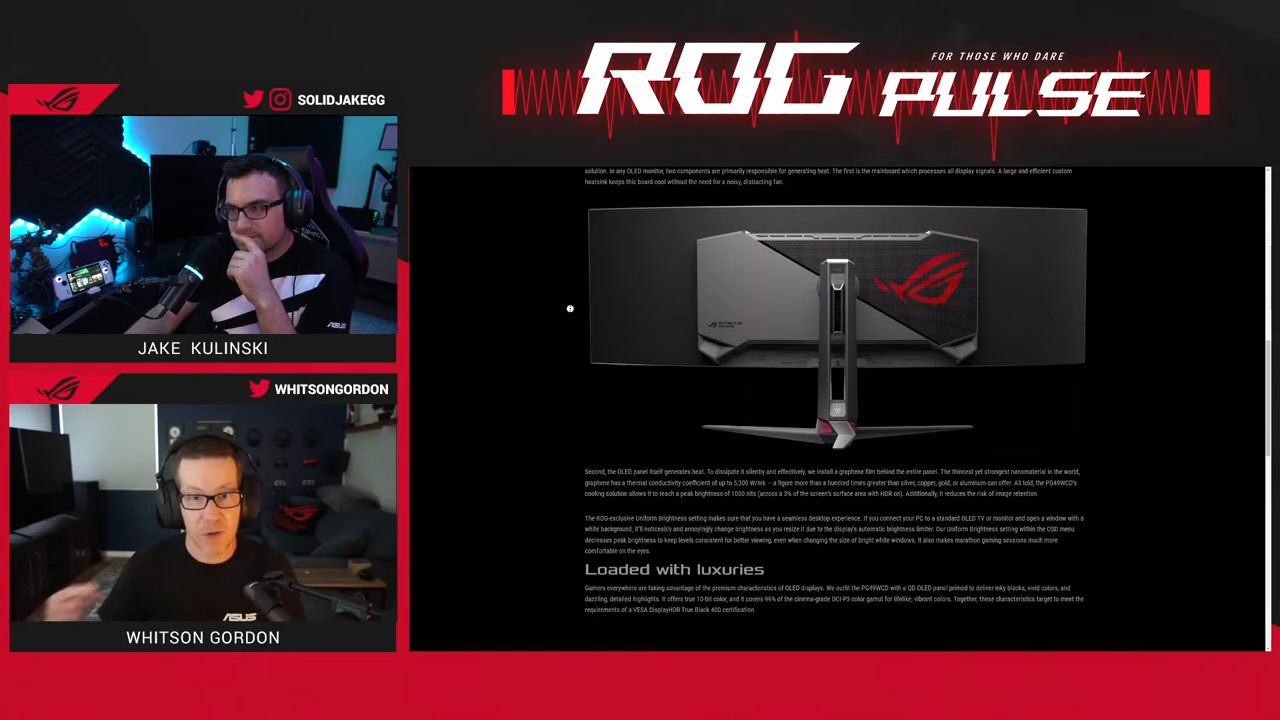 ROG
FOR THOSE WHO DARE
PULSE
SOLIDJAKEGG
ASUS
JAKE KULINSKI
WHITSONGORDON
ASUS
WHITSON GORDON
solution. In any OLED monitor, two components are primarily responsible for generating heat. The first is the mainboard which processes all display signals. A large and efficient custom
heatsink keeps this board cool without the need for a noisy, distracting fan.
Second, the OLED panel itself generates heat. To dissipate it silently and effectively, we install a graphene film behind the entire panel. The thinnest yet strongest nanomaterial in the world,
graphene has a thermal conductivity coefficient of up to 5,300 W/mk – a figure more than a hundred times greater than silver, copper, gold, or aluminum can offer. All told, the PG49WCD's
cooling solution allows it to reach a peak brightness of 1000 nits (across a 3% of the screen's surface area with HDR on). Additionally, it reduces the risk of image retention.
The ROG-exclusive Uniform Brightness setting makes sure that you have a seamless desktop experience. If you connect your PC to a standard OLED TV or monitor and open a window with a
white background, it'll noticeably and annoyingly change brightness as you resize it due to the display's automatic brightness limiter. Our Uniform Brightness setting within the OSD menu
decreases peak brightness to keep levels consistent for better viewing, even when changing the size of bright white windows. It also makes marathon gaming sessions much more
comfortable on the eyes.
Loaded with luxuries
Gamers everywhere are taking advantage of the premium characteristics of OLED displays. We outfit the PG49WCD with a QD OLED panel primed to deliver inky blacks, vivid colors, and
dazzling, detailed highlights. It offers true 10-bit color, and it covers 99% of the cinema-grade DCI-P3 color gamut for lifelike, vibrant colors. Together, these characteristics target to meet the
requirements of a VESA DisplayHDR True Black 400 certification.